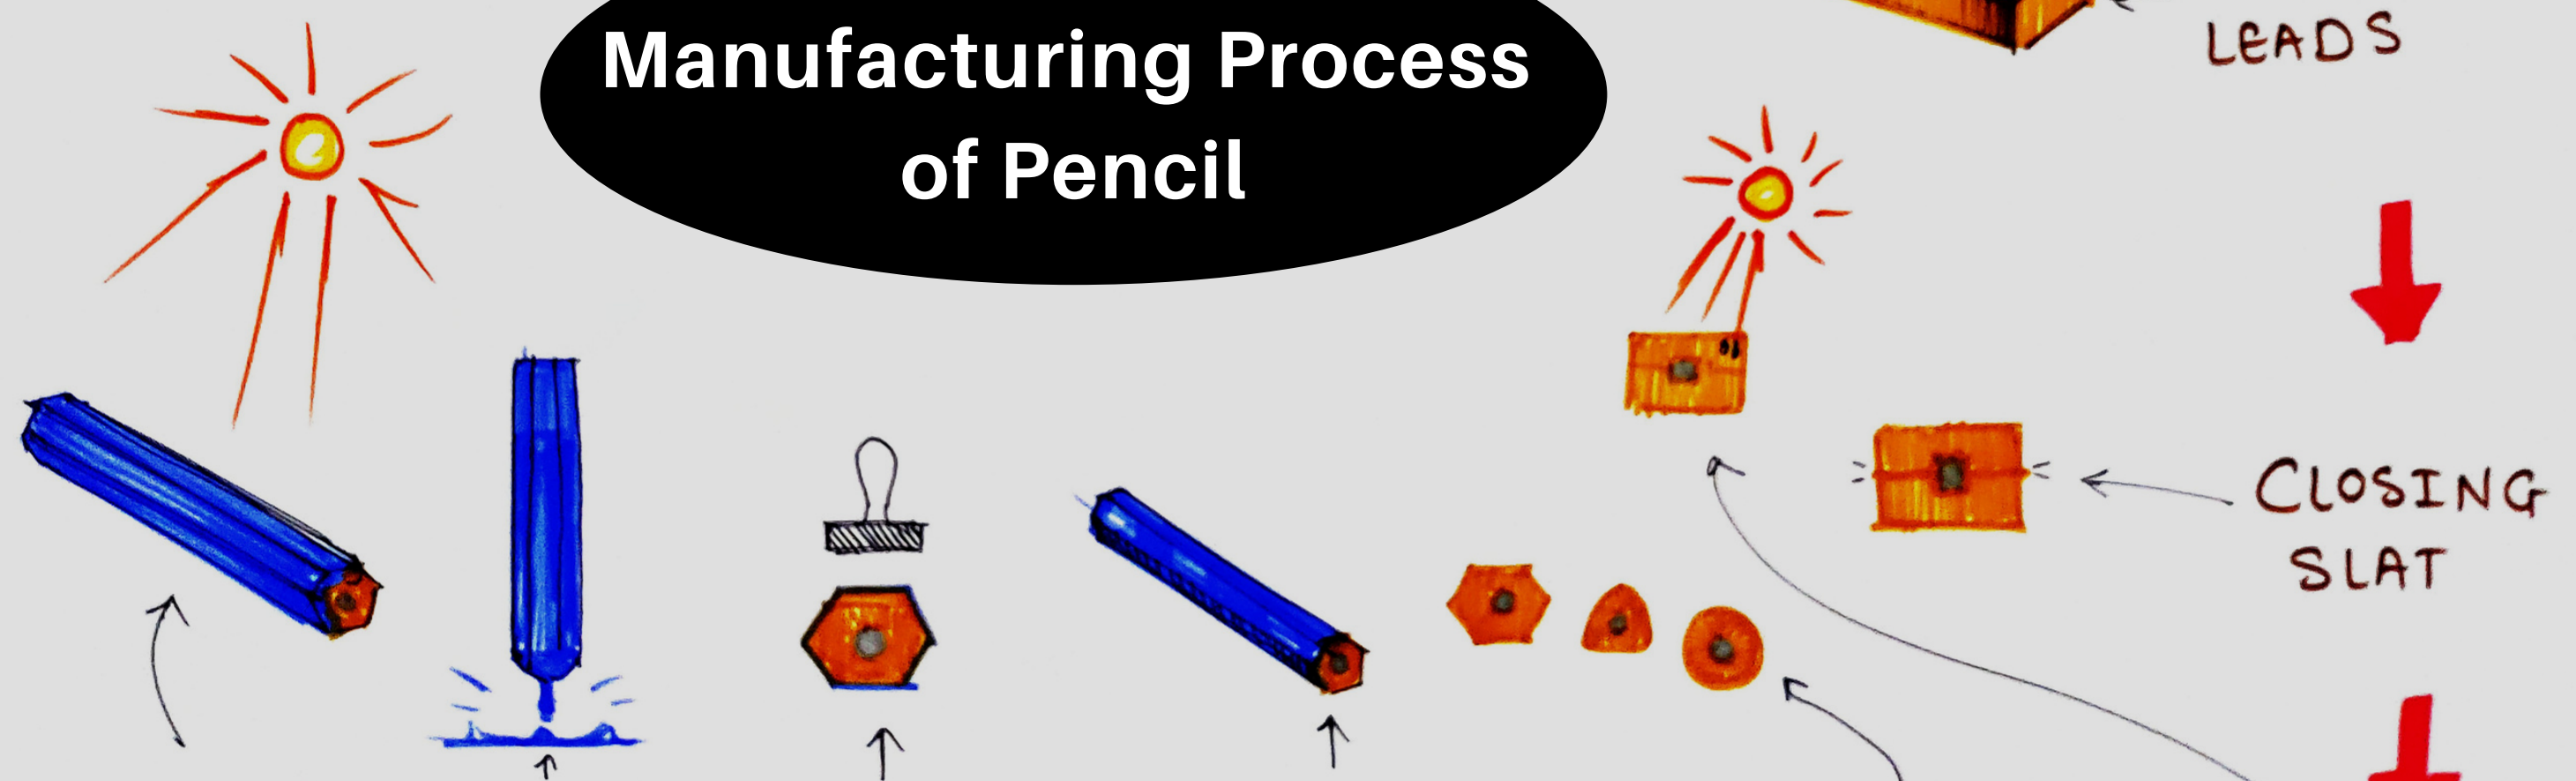 Manufacturing Process
of Pencil
LEADS
CLOSING
SLAT